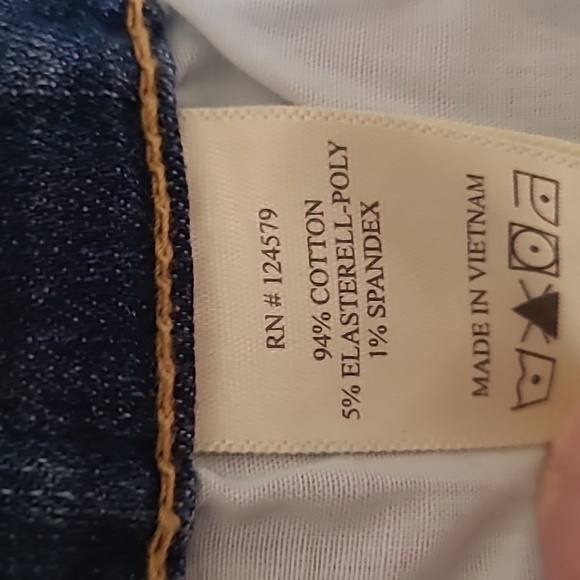 RN # 124579
94% COTTON
5% ELASTERELL-POLY
1% SPANDEX
MADE IN VIETNAM